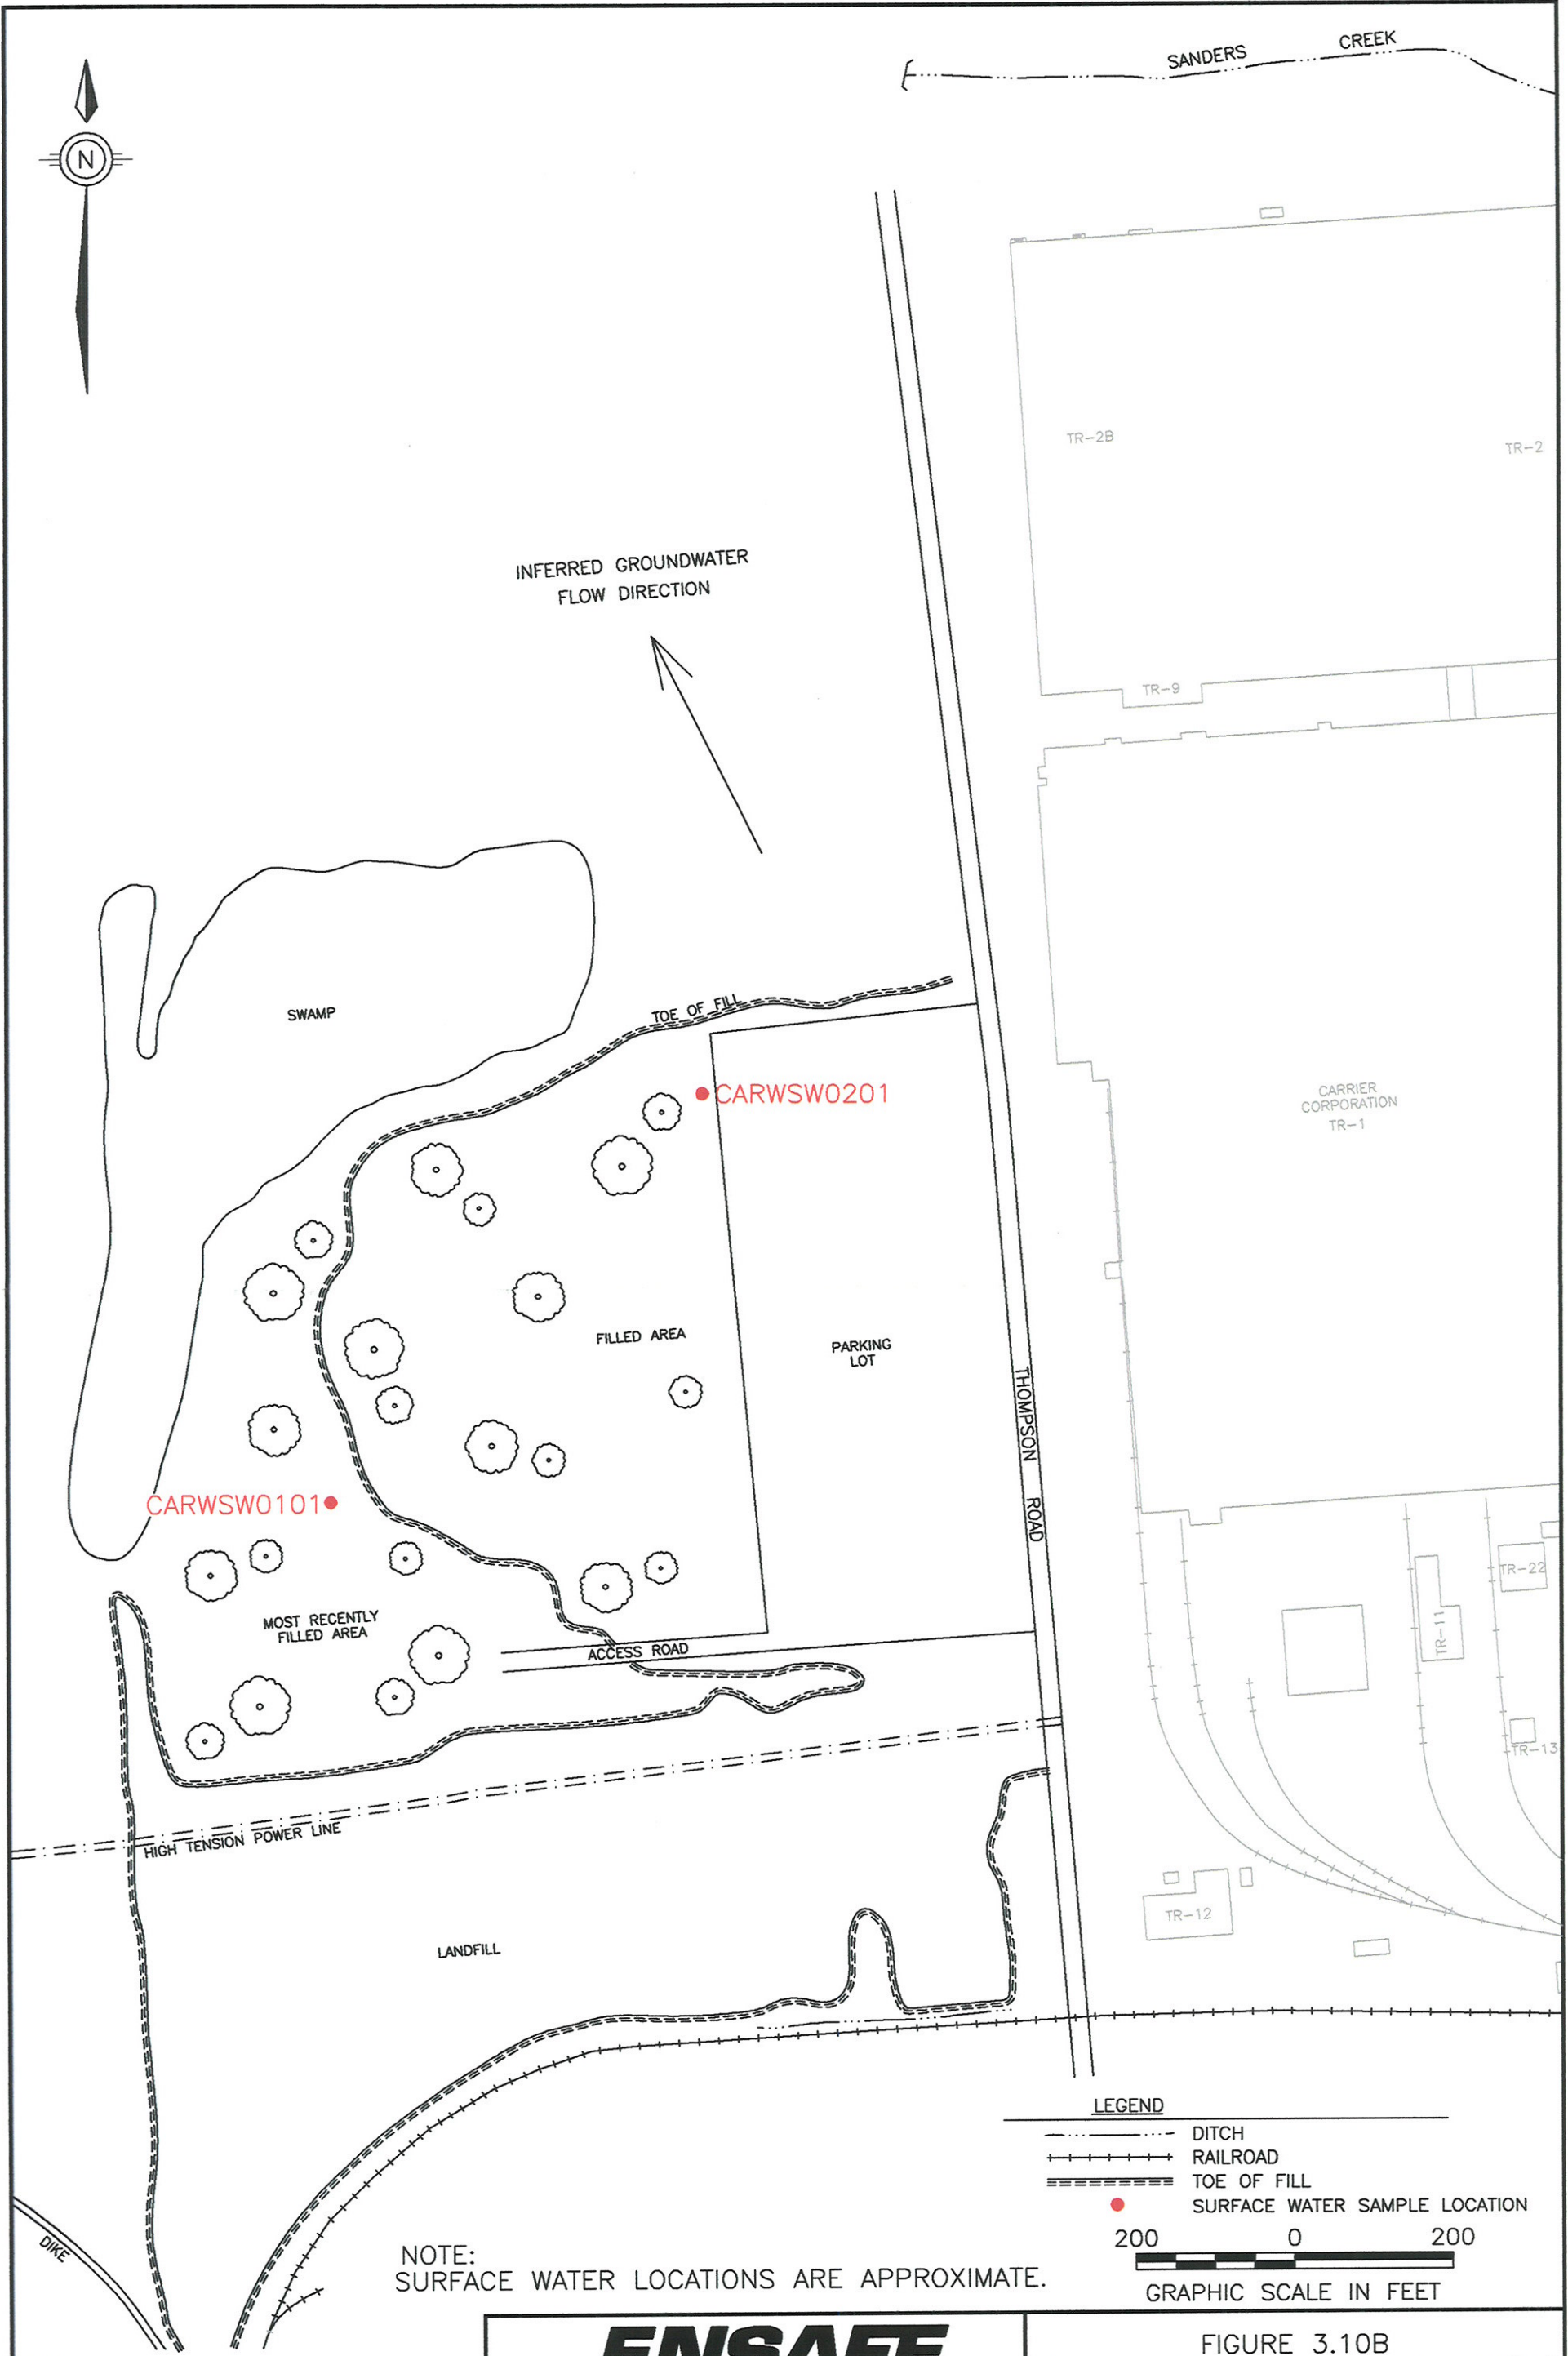 SANDERS CREEK
N
TR-2B
TR-2
INFERRED GROUNDWATER
FLOW DIRECTION
TR-9
SWAMP
TOE OF FILL
CARWSW0201
CARRIER
CORPORATION
TR-1
FILLED AREA
PARKING
LOT
THOMPSON ROAD
CARWSW0101
TR-22
TR-11
MOST RECENTLY
FILLED AREA
ACCESS ROAD
TR-13
HIGH TENSION POWER LINE
TR-12
LANDFILL
LEGEND
DITCH
RAILROAD
TOE OF FILL
SURFACE WATER SAMPLE LOCATION
DIKE
NOTE:
SURFACE WATER LOCATIONS ARE APPROXIMATE.
200 0 200
GRAPHIC SCALE IN FEET
ENSAFE
FIGURE 3.10B